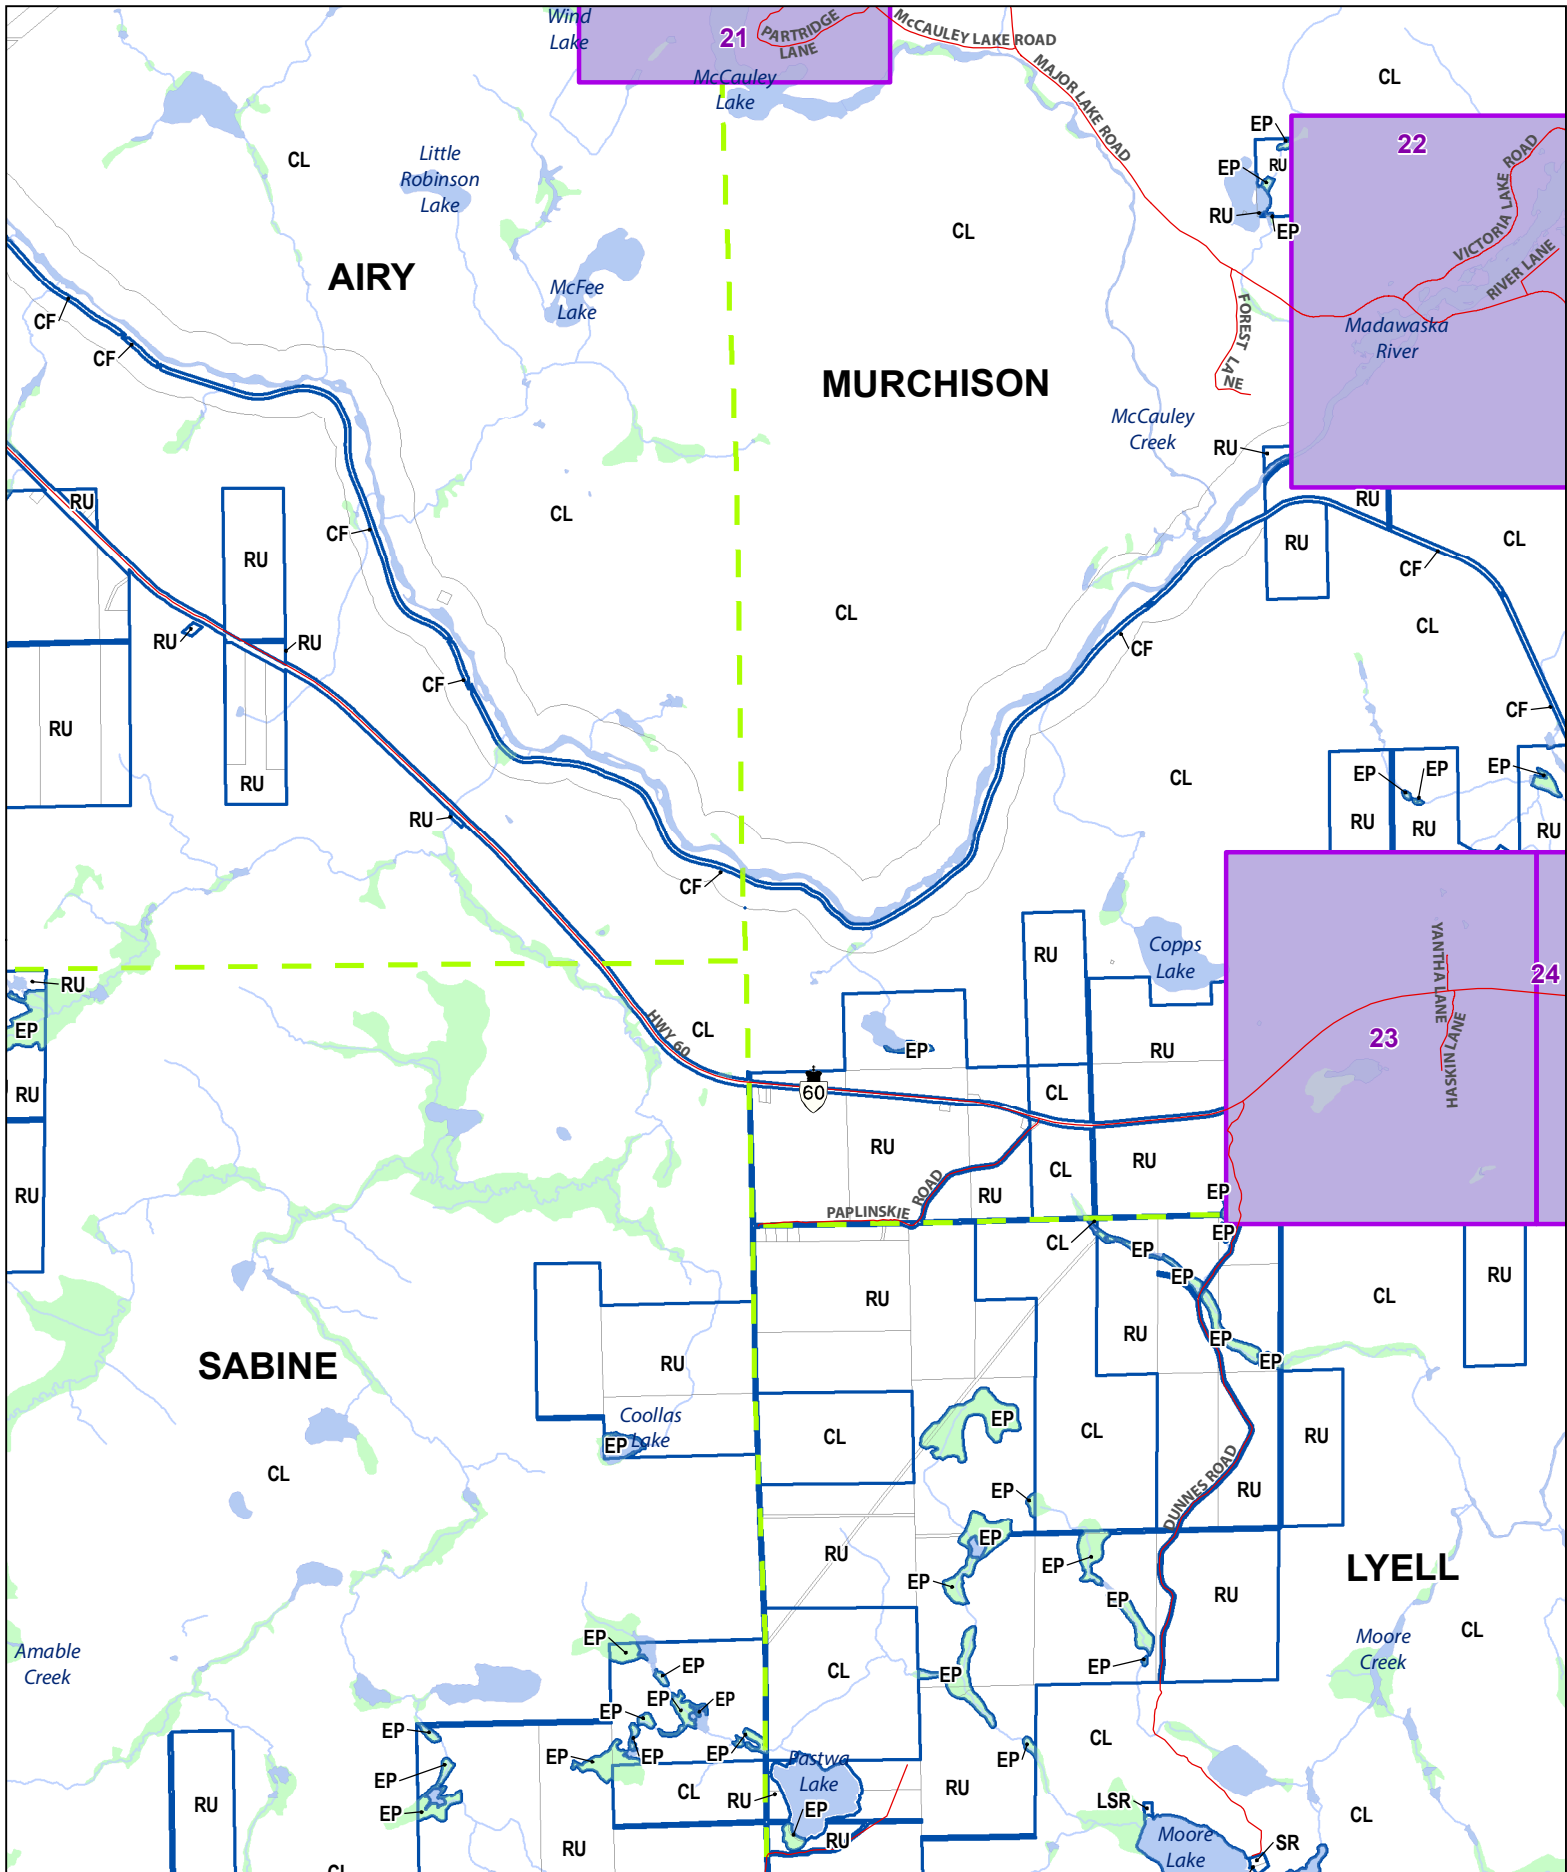 Wind
Lake
21
PARTRIDGE
LANE
McCAULEY LAKE ROAD
McCauley
Lake
MAJOR LAKE ROAD
CL
CL
Little
Robinson
Lake
EP
22
EP
RU
RU
EP
VICTORIA LAKE ROAD
RIVER LANE
CL
AIRY
McFee
Lake
CF
CF
FOREST LANE
Madawaska
River
MURCHISON
McCauley
Creek
RU
RU
RU
CL
CF
RU
RU
CL
CF
CL
CL
RU
RU
CF
CF
CF
RU
CL
RU
EP
EP
EP
RU
RU
RU
RU
CF
Copps
Lake
RU
YANTHA LANE
24
RU
EP
HWY 60
CL
EP
RU
23
HASKIN LANE
RU
60
CL
RU
RU
CL
RU
RU
EP
PAPLINSKIE ROAD
CL
EP
EP
EP
RU
RU
CL
RU
SABINE
RU
EP
EP
Coollas
Lake
EP
CL
EP
CL
RU
CL
DUNNES ROAD
RU
EP
EP
RU
EP
EP
EP
RU
LYELL
CL
Amable
Creek
EP
EP
CL
EP
EP
Moore
Creek
EP
EP
EP
EP
EP
EP
EP
EP
CL
EP
Pastwa
Lake
EP
EP
CL
RU
RU
RU
EP
LSR
CL
RU
RU
Moore
Lake
SR
CL